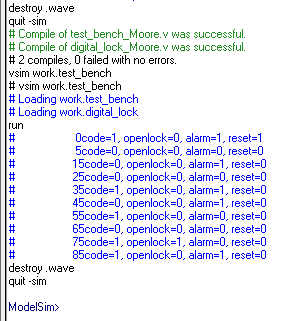 destroy .wave
quit -sim
# Compile of test_bench_Moore.v was successful.
# Compile of digital_lock_Moore.v was successful.
# 2 compiles, 0 failed with no errors.
vsim work.test_bench
# vsim work.test_bench
# Loading work.test_bench
# Loading work.digital_lock
run
# 0code=1, openlock=0, alarm=1, reset=1
# 5code=0, openlock=0, alarm=1, reset=0
# 15code=0, openlock=0, alarm=1, reset=0
# 25code=0, openlock=0, alarm=0, reset=0
# 35code=1, openlock=0, alarm=0, reset=0
# 45code=0, openlock=0, alarm=0, reset=0
# 55code=1, openlock=0, alarm=0, reset=0
# 65code=0, openlock=0, alarm=0, reset=0
# 75code=1, openlock=1, alarm=0, reset=0
# 85code=1, openlock=0, alarm=1, reset=0
destroy .wave
quit -sim
ModelSim>